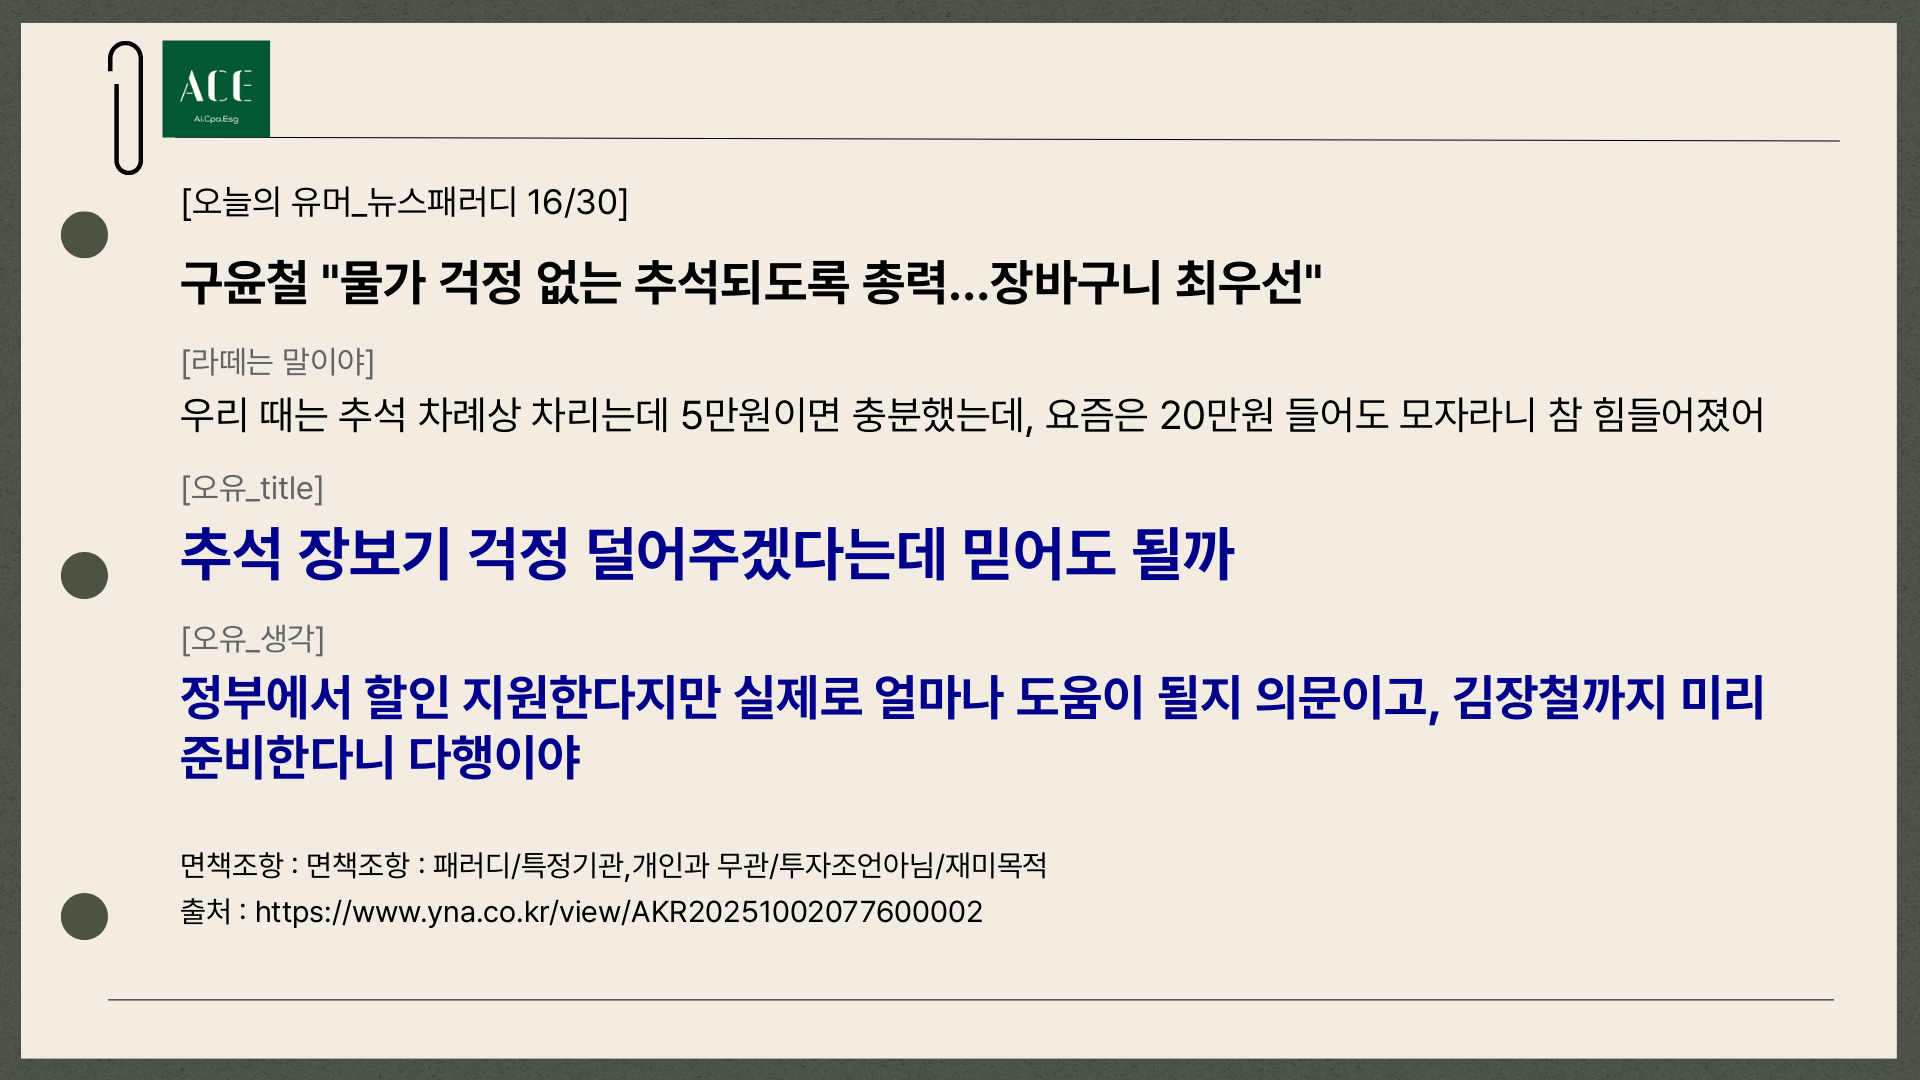 ACE
Ai.Cpa.Esg
[오늘의 유머_뉴스패러디 16/30]
구윤철 "물가 걱정 없는 추석되도록 총력…장바구니 최우선"
[라떼는 말이야]
우리 때는 추석 차례상 차리는데 5만원이면 충분했는데, 요즘은 20만원 들어도 모자라니 참 힘들어졌어
[오유_title]
추석 장보기 걱정 덜어주겠다는데 믿어도 될까
[오유_생각]
정부에서 할인 지원한다지만 실제로 얼마나 도움이 될지 의문이고, 김장철까지 미리
준비한다니 다행이야
면책조항 : 면책조항 : 패러디/특정기관,개인과 무관/투자조언아님/재미목적
출처 : https://www.yna.co.kr/view/AKR20251002077600002